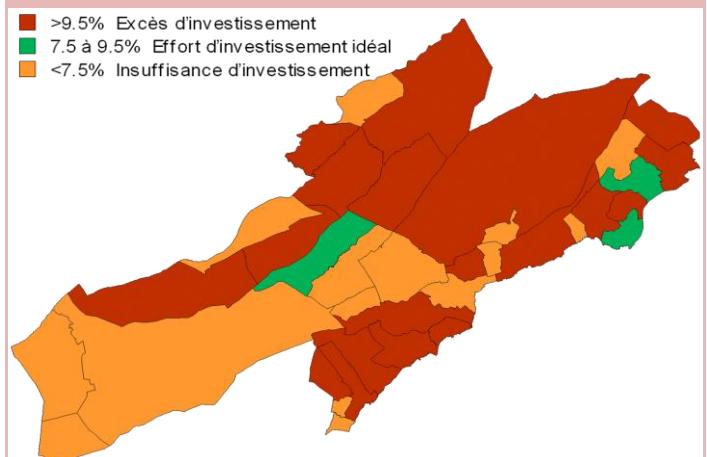 >9.5% Excès d'investissement
7.5 à 9.5% Effort d'investissement idéal
<7.5% Insuffisance d'investissement